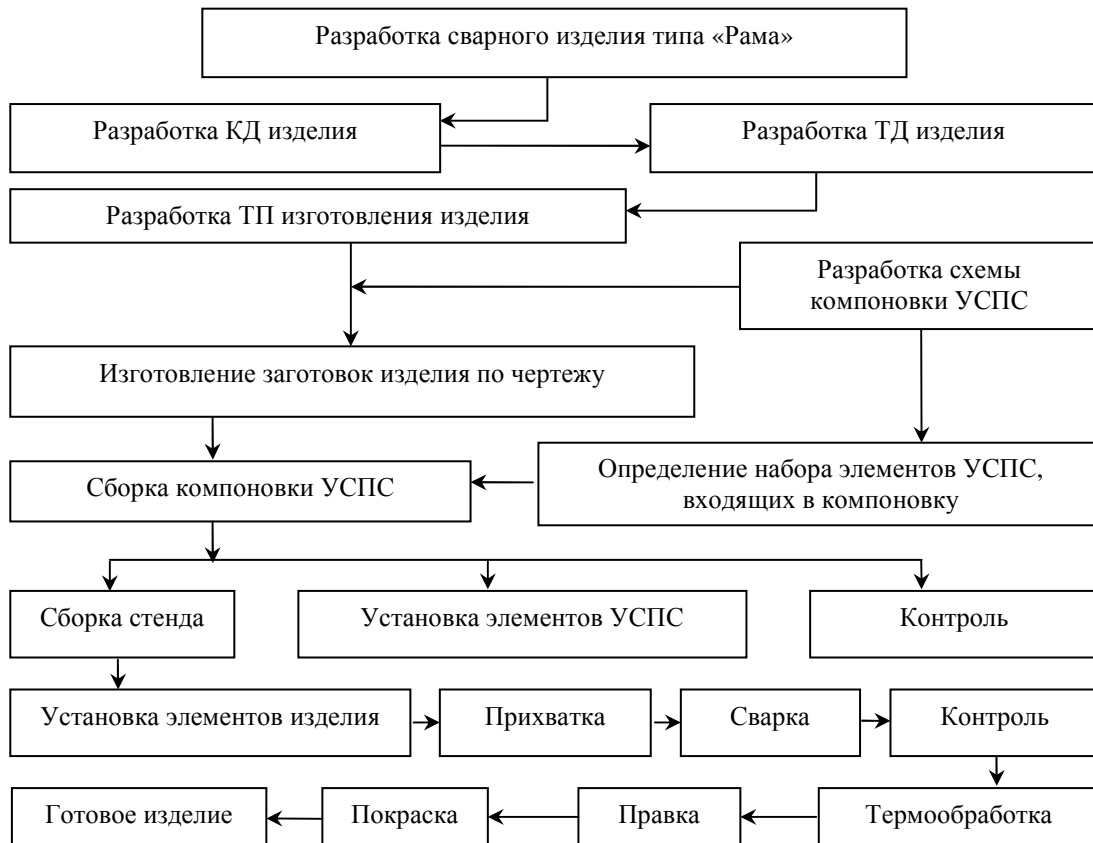 Разработка сварного изделия типа «Рама»
Разработка КД изделия
Разработка ТД изделия
Разработка ТП изготовления изделия
Разработка схемы
компоновки УСПС
Изготовление заготовок изделия по чертежу
Сборка компоновки УСПС
Определение набора элементов УСПС,
входящих в компоновку
Сборка стенда
Установка элементов УСПС
Контроль
Установка элементов изделия
Прихватка
Сварка
Контроль
Готовое изделие
Покраска
Правка
Термообработка